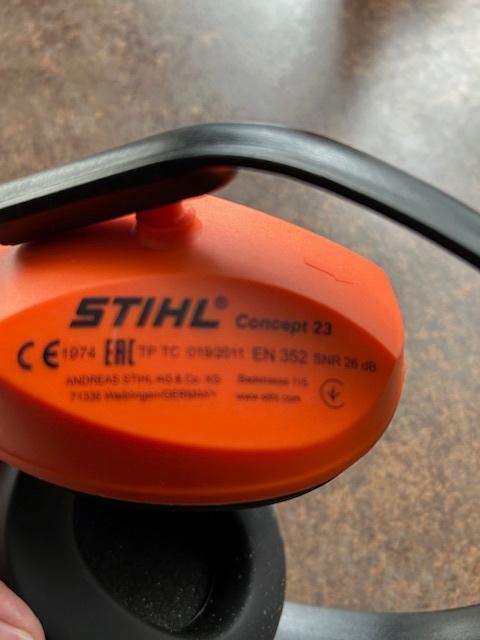 STIHL® Concept 23
CE 1974 EAC TP TC 019/2011 EN 352 SNR 26 dB
ANDREAS STIHL AG & Co. KG Badstrasse 115
71336 Waiblingen/GERMANY www.stihl.com